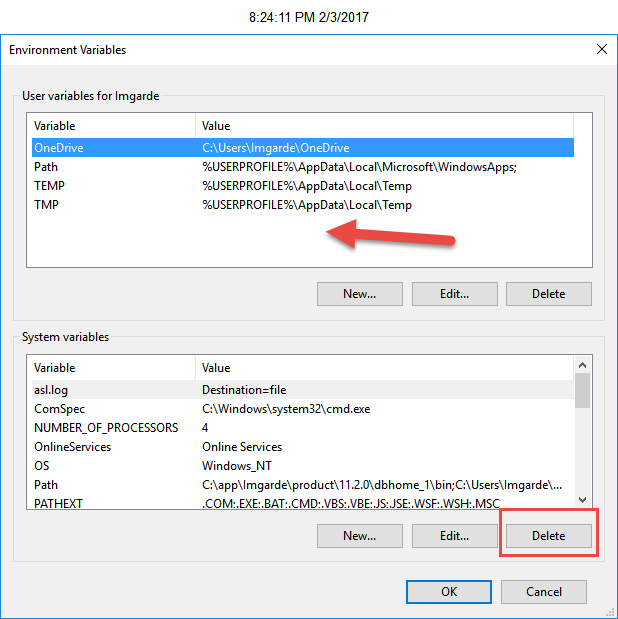 8:24:11 PM 2/3/2017
Environment Variables
User variables for lmgarde
Variable Value
OneDrive C:\Users\lmgarde\OneDrive
Path %USERPROFILE%\AppData\Local\Microsoft\WindowsApps;
TEMP %USERPROFILE%\AppData\Local\Temp
TMP %USERPROFILE%\AppData\Local\Temp
New... Edit... Delete
System variables
Variable Value
asl.log Destination=file
ComSpec C:\Windows\system32\cmd.exe
NUMBER_OF_PROCESSORS 4
OnlineServices Online Services
OS Windows_NT
Path C:\app\lmgarde\product\11.2.0\dbhome_1\bin;C:\Users\lmgarde\...
PATHEXT .COM;.EXE;.BAT;.CMD;.VBS;.VBE;.JS;.JSE;.WSF;.WSH;.MSC
New... Edit... Delete
OK Cancel